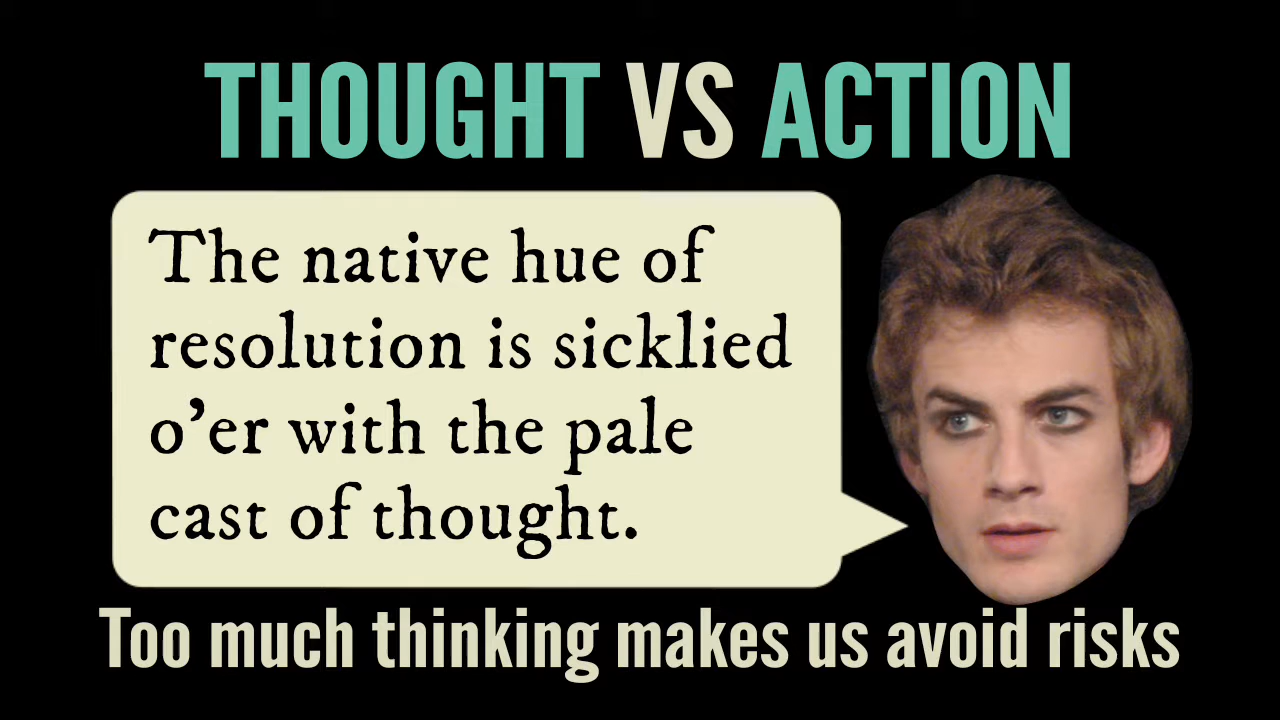 THOUGHT VS ACTION
The native hue of
resolution is sicklied
o’er with the pale
cast of thought.
Too much thinking makes us avoid risks